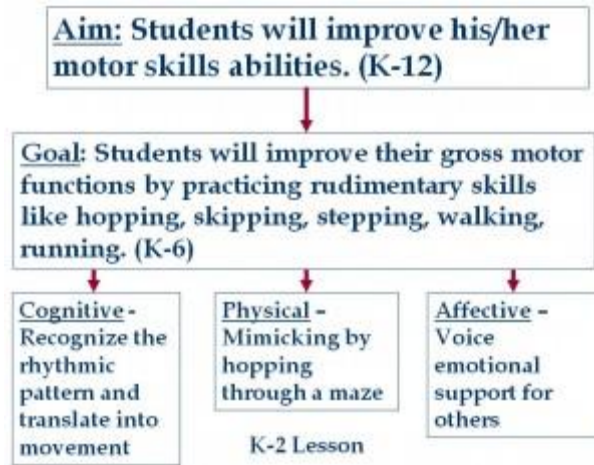 Aim: Students will improve his/her
motor skills abilities. (K-12)
Goal: Students will improve their gross motor
functions by practicing rudimentary skills
like hopping, skipping, stepping, walking,
running. (K-6)
Cognitive -
Recognize the
rhythmic
pattern and
translate into
movement
Physical –
Mimicking by
hopping
through a maze
Affective –
Voice
emotional
support for
others
K-2 Lesson